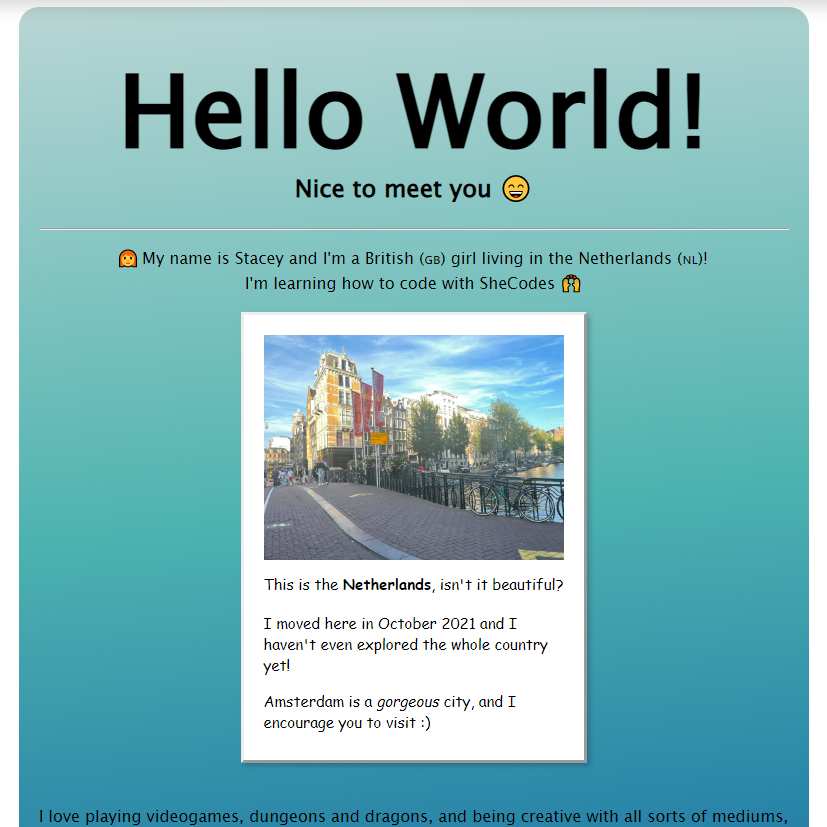 Hello World!
Nice to meet you 😄
👩‍🦰 My name is Stacey and I'm a British (GB) girl living in the Netherlands (NL)!
I'm learning how to code with SheCodes 🙌
This is the Netherlands, isn't it beautiful?
I moved here in October 2021 and I
haven't even explored the whole country
yet!
Amsterdam is a gorgeous city, and I
encourage you to visit :)
I love playing videogames, dungeons and dragons, and being creative with all sorts of mediums,